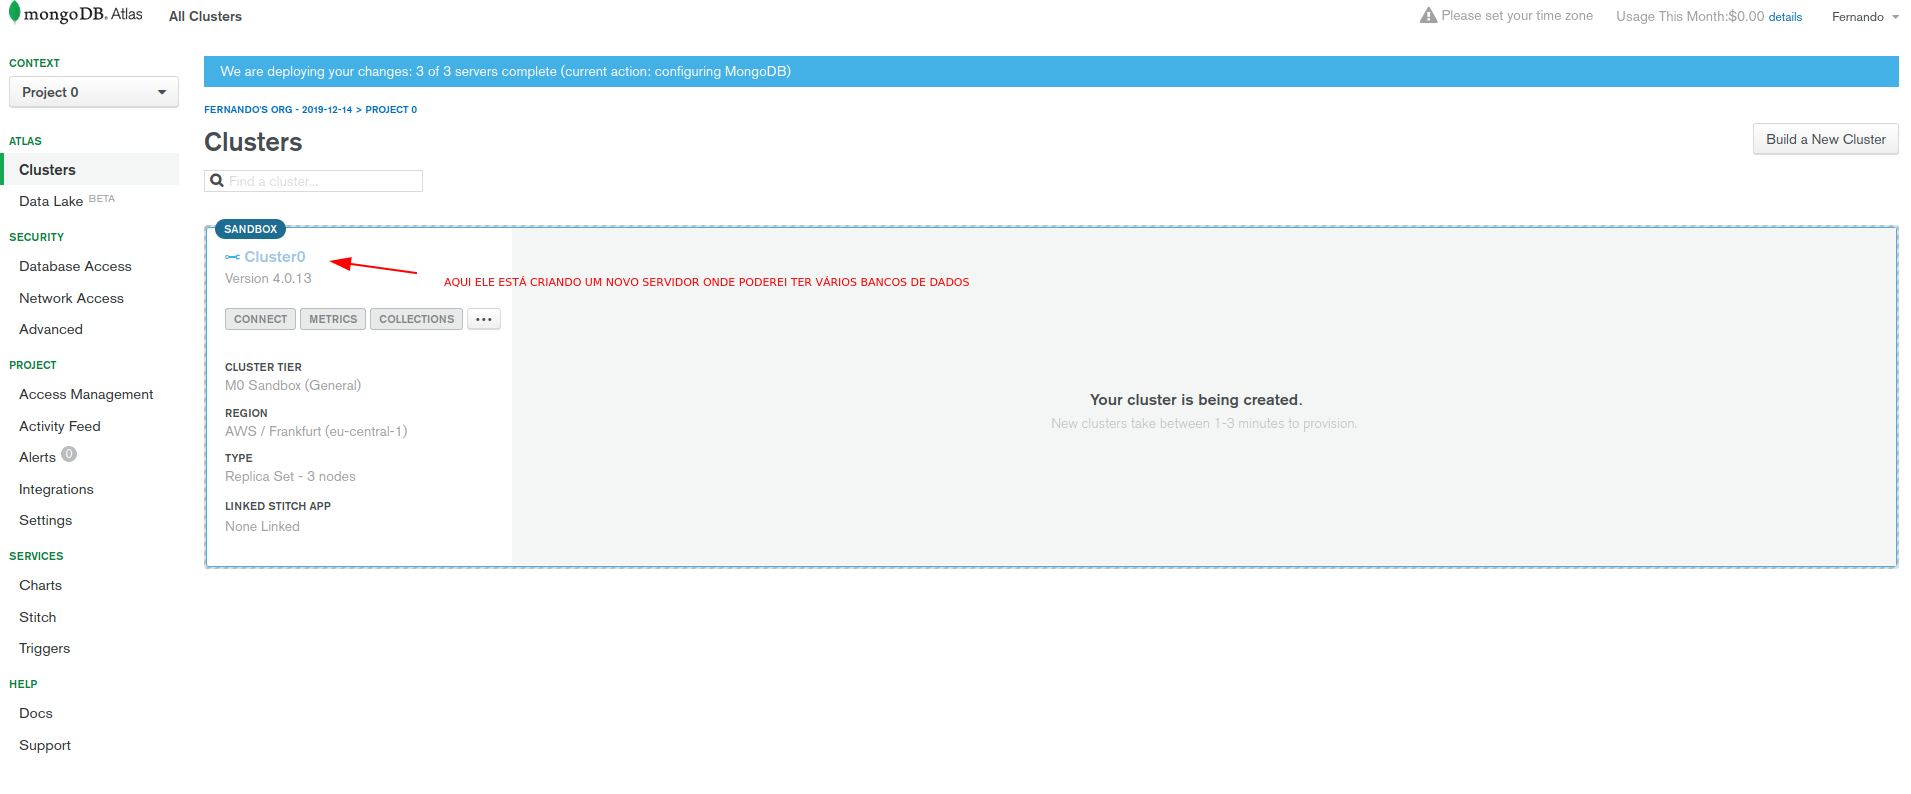 mongoDB. Atlas
All Clusters
Please set your time zone
Usage This Month:$0.00 details
Fernando
CONTEXT
Project 0
ATLAS
Clusters
Data Lake BETA
SECURITY
Database Access
Network Access
Advanced
PROJECT
Access Management
Activity Feed
Alerts 0
Integrations
Settings
SERVICES
Charts
Stitch
Triggers
HELP
Docs
Support
We are deploying your changes: 3 of 3 servers complete (current action: configuring MongoDB)
FERNANDO'S ORG - 2019-12-14 > PROJECT 0
Clusters
Build a New Cluster
Find a cluster...
SANDBOX
Cluster0
Version 4.0.13
AQUI ELE ESTÁ CRIANDO UM NOVO SERVIDOR ONDE PODEREI TER VÁRIOS BANCOS DE DADOS
CONNECT
METRICS
COLLECTIONS
...
CLUSTER TIER
M0 Sandbox (General)
REGION
AWS / Frankfurt (eu-central-1)
TYPE
Replica Set - 3 nodes
LINKED STITCH APP
None Linked
Your cluster is being created.
New clusters take between 1-3 minutes to provision.